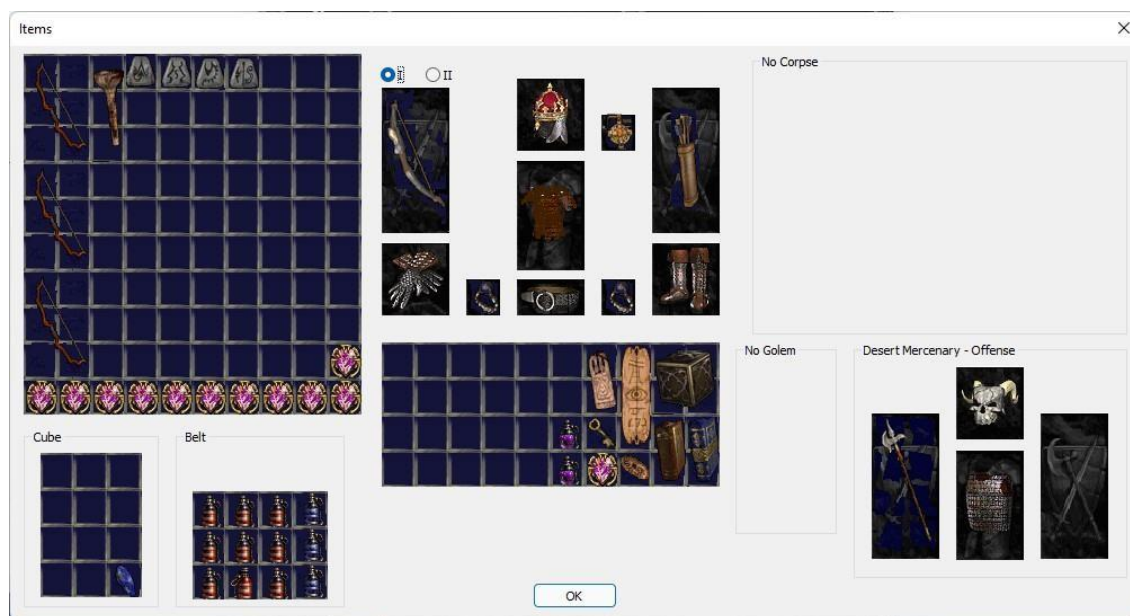 Items
I
II
No Corpse
No Golem
Desert Mercenary - Offense
Cube
Belt
OK